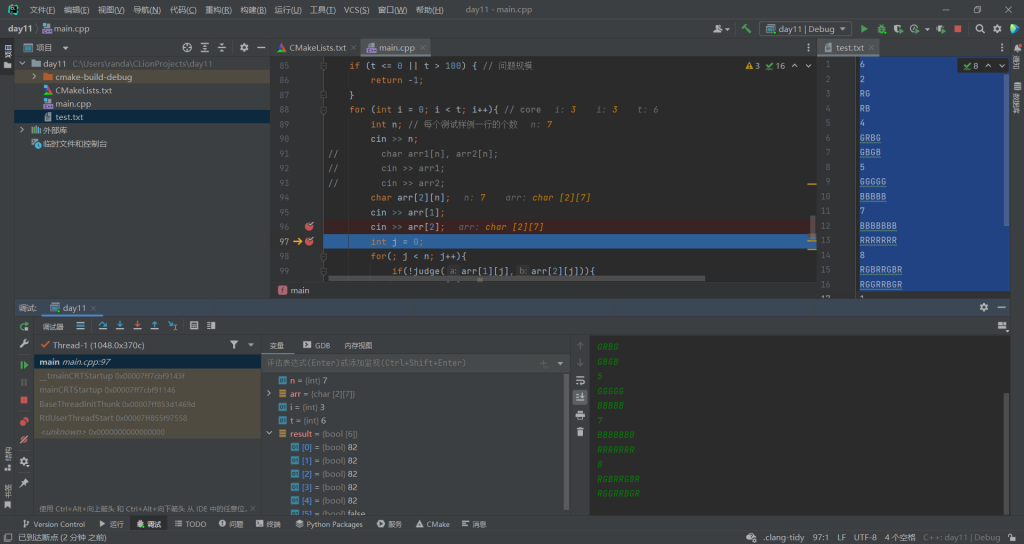 文件(F) 编辑(E) 视图(V) 导航(N) 代码(C) 重构(R) 构建(B) 运行(U) 工具(T) VCS(S) 窗口(W) 帮助(H) day11 - main.cpp
day11 main.cpp day11 | Debug
项目 CMakeLists.txt main.cpp test.txt
day11 C:\Users\randa\CLionProjects\day11
cmake-build-debug
CMakeLists.txt
main.cpp
test.txt
外部库
临时文件和控制台
3 16
85 if (t <= 0 || t > 100) { // 问题规模
86 return -1;
87 }
88 for (int i = 0; i < t; i++){ // core i: 3 i: 3 t: 6
89 int n; // 每个测试样例一行的个数 n: 7
90 cin >> n;
91 // char arr1[n], arr2[n];
92 // cin >> arr1;
93 // cin >> arr2;
94 char arr[2][n]; n: 7 arr: char [2][7]
95 cin >> arr[1];
96 cin >> arr[2]; arr: char [2][7]
97 int j = 0;
98 for(; j < n; j++){
99 if(!judge( a: arr[1][j], b: arr[2][j])){
main
8
1 6
2 2
3 RG
4 RB
5 4
6 GRBG
7 GBGB
8 5
9 GGGGG
10 BBBBB
11 7
12 BBBBBBB
13 RRRRRRR
14 8
15 RGBRRGBR
16 RGGRRBGR
17 1
调试: day11
调试器
Thread-1 (1048.0x370c)
main main.cpp:97
__tmainCRTStartup 0x00007ff7cbf9143f
mainCRTStartup 0x00007ff7cbf91146
BaseThreadInitThunk 0x00007ff853d1469d
RtlUserThreadStart 0x00007ff855f97558
<unknown> 0x0000000000000000
使用 Ctrl+Alt+向上箭头 和 Ctrl+Alt+向下箭头 从 IDE 中的任意位..
变量 GDB 内存视图
评估表达式(Enter)或添加监视(Ctrl+Shift+Enter)
n = {int} 7
arr = {char [2][7]}
i = {int} 3
t = {int} 6
result = {bool [6]}
[0] = {bool} 82
[1] = {bool} 82
[2] = {bool} 82
[3] = {bool} 82
[4] = {bool} 82
[5] = {bool} false
GRBG
GBGB
5
GGGGG
BBBBB
7
BBBBBBB
RRRRRRR
8
RGBRRGBR
RGGRRBGR
Version Control 运行 调试 TODO 问题 终端 Python Packages 服务 CMake 消息
已到达断点 (2 分钟 之前) .clang-tidy 97:1 LF UTF-8 4 个空格 C++: day11 | Debug